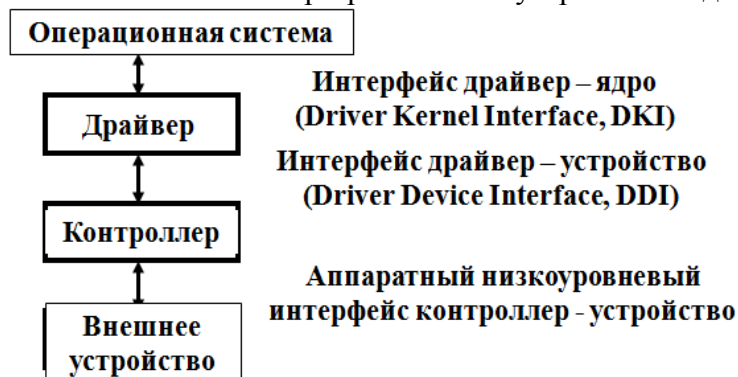 Операционная система
Интерфейс драйвер – ядро
(Driver Kernel Interface, DKI)
Драйвер
Интерфейс драйвер – устройство
(Driver Device Interface, DDI)
Контроллер
Аппаратный низкоуровневый
интерфейс контроллер - устройство
Внешнее
устройство